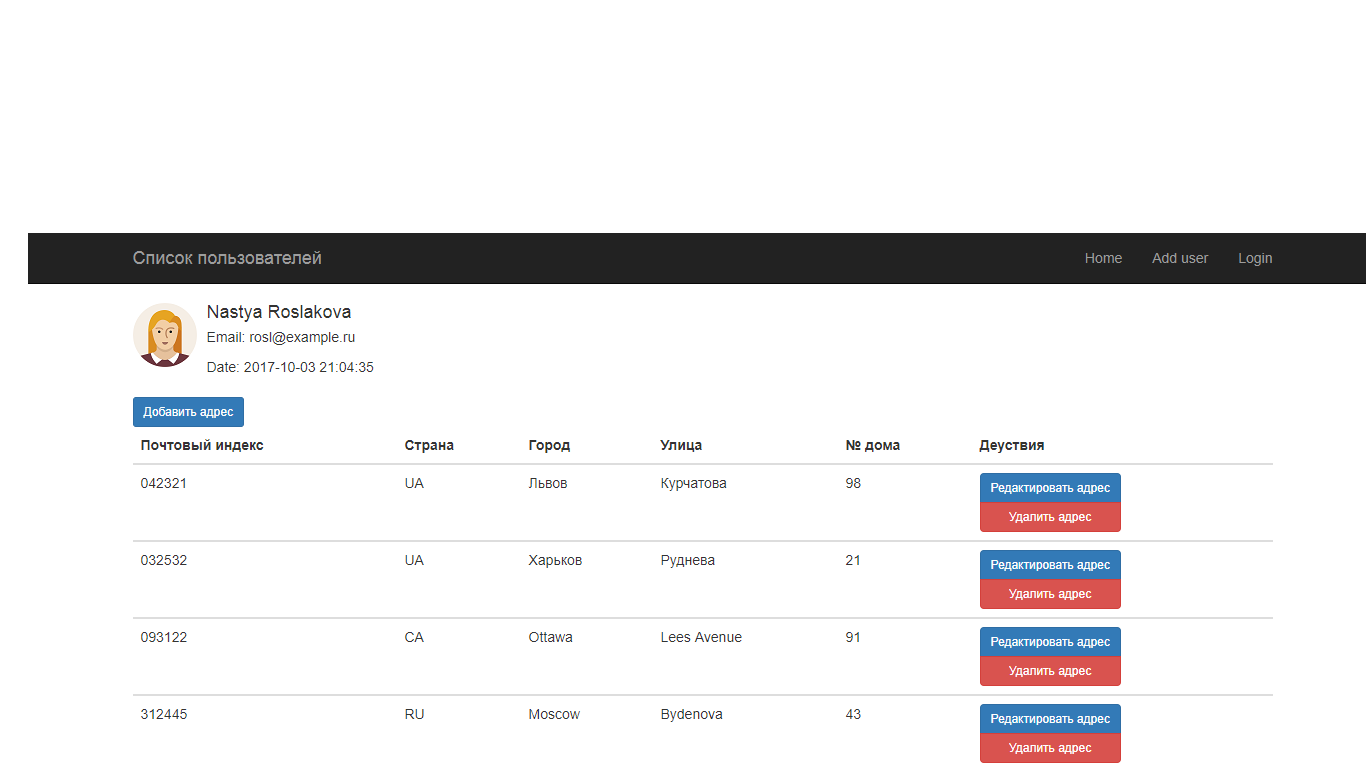 Список пользователей Home Add user Login
Nastya Roslakova
Email: rosl@example.ru
Date: 2017-10-03 21:04:35
Добавить адрес
Почтовый индекс Страна Город Улица № дома Деуствия
042321 UA Львов Курчатова 98 Редактировать адрес
Удалить адрес
032532 UA Харьков Руднева 21 Редактировать адрес
Удалить адрес
093122 CA Ottawa Lees Avenue 91 Редактировать адрес
Удалить адрес
312445 RU Moscow Bydenova 43 Редактировать адрес
Удалить адрес